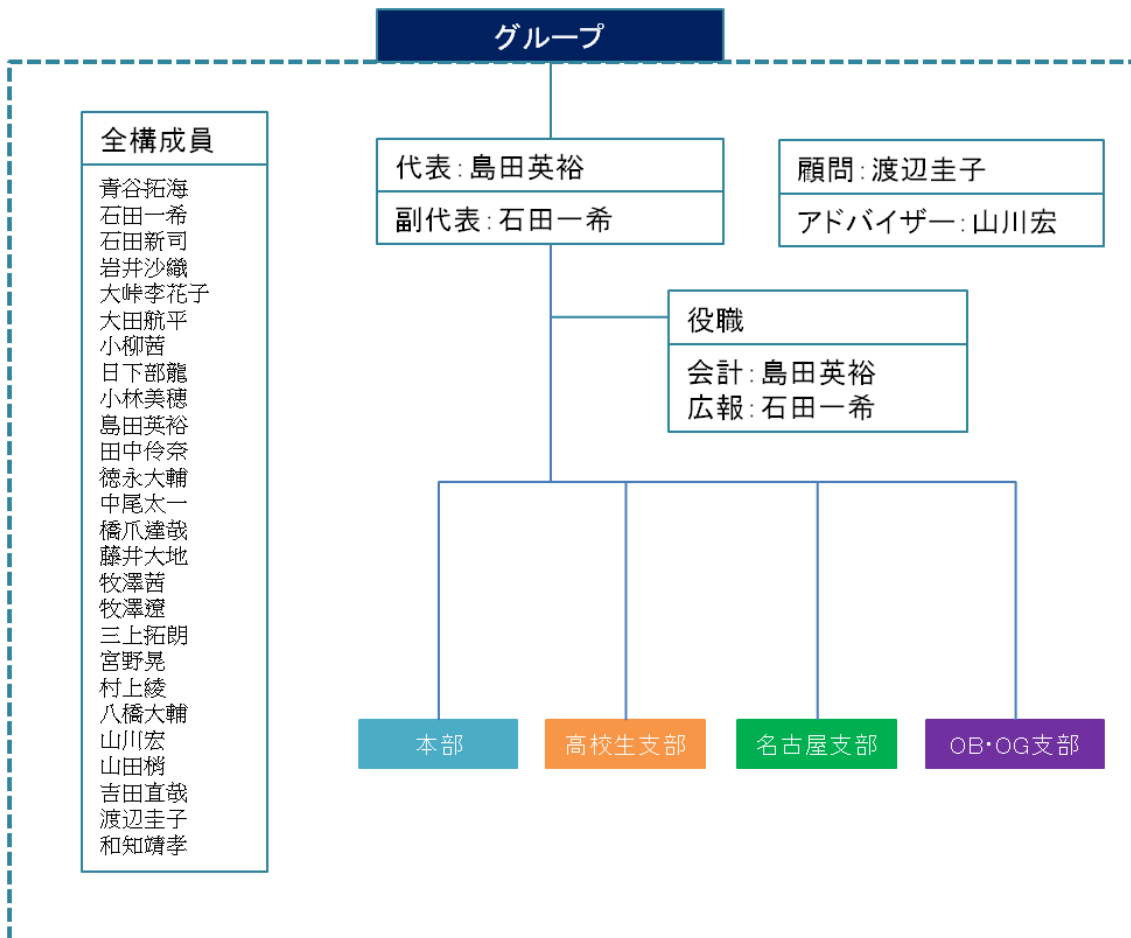 グループ
全構成員
青谷拓海
石田一希
石田新司
岩井沙織
大峠李花子
大田航平
小柳茜
日下部龍
小林美穂
島田英裕
田中伶奈
徳永大輔
中尾太一
橋爪達哉
藤井大地
牧澤茜
牧澤遼
三上拓朗
宮野晃
村上綾
八橋大輔
山川宏
山田梢
吉田直哉
渡辺圭子
和知靖孝
代表：島田英裕
副代表：石田一希
顧問：渡辺圭子
アドバイザー：山川宏
役職
会計：島田英裕
広報：石田一希
本部
高校生支部
名古屋支部
OB・OG支部